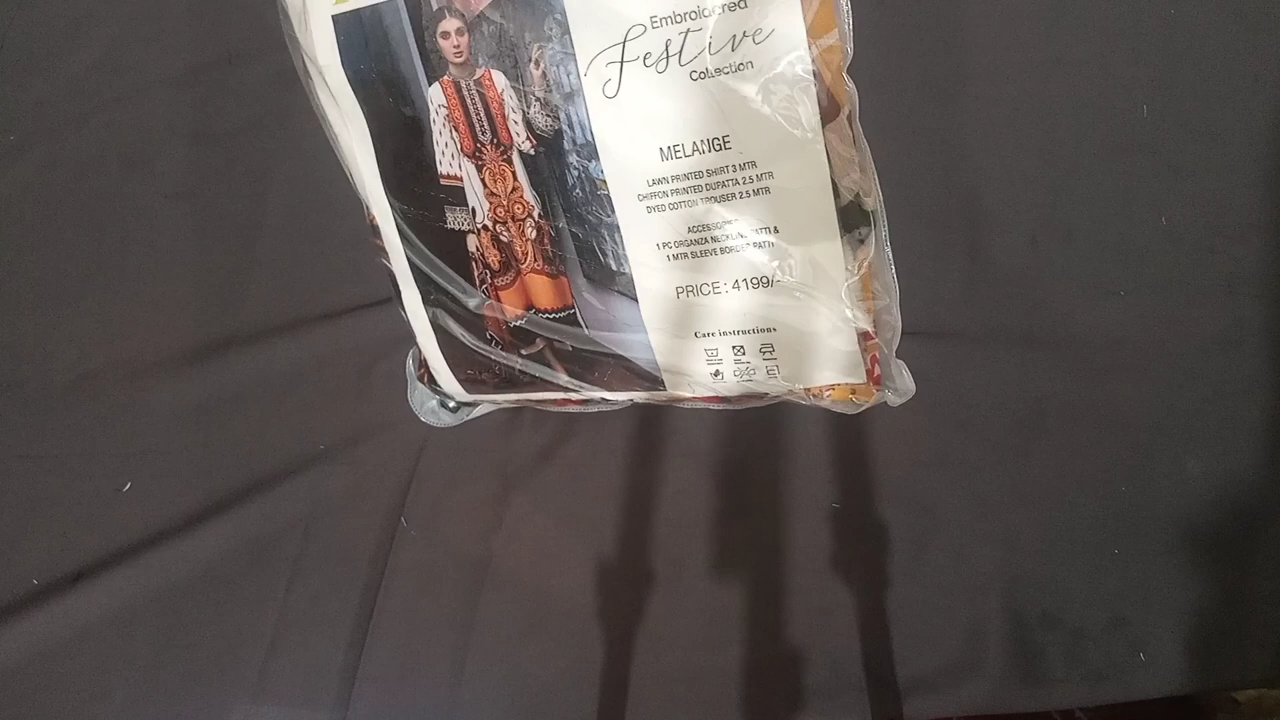 Embroidered
Festive
Collection
MELANGE
LAWN PRINTED SHIRT 3 MTR
CHIFFON PRINTED DUPATTA 2.5 MTR
DYED COTTON TROUSER 2.5 MTR
ACCESSORIES
1 PC ORGANZA NECKLINE PATTI &
1 MTR SLEEVE BORDER PATTI
PRICE: 4199/-
Care instructions